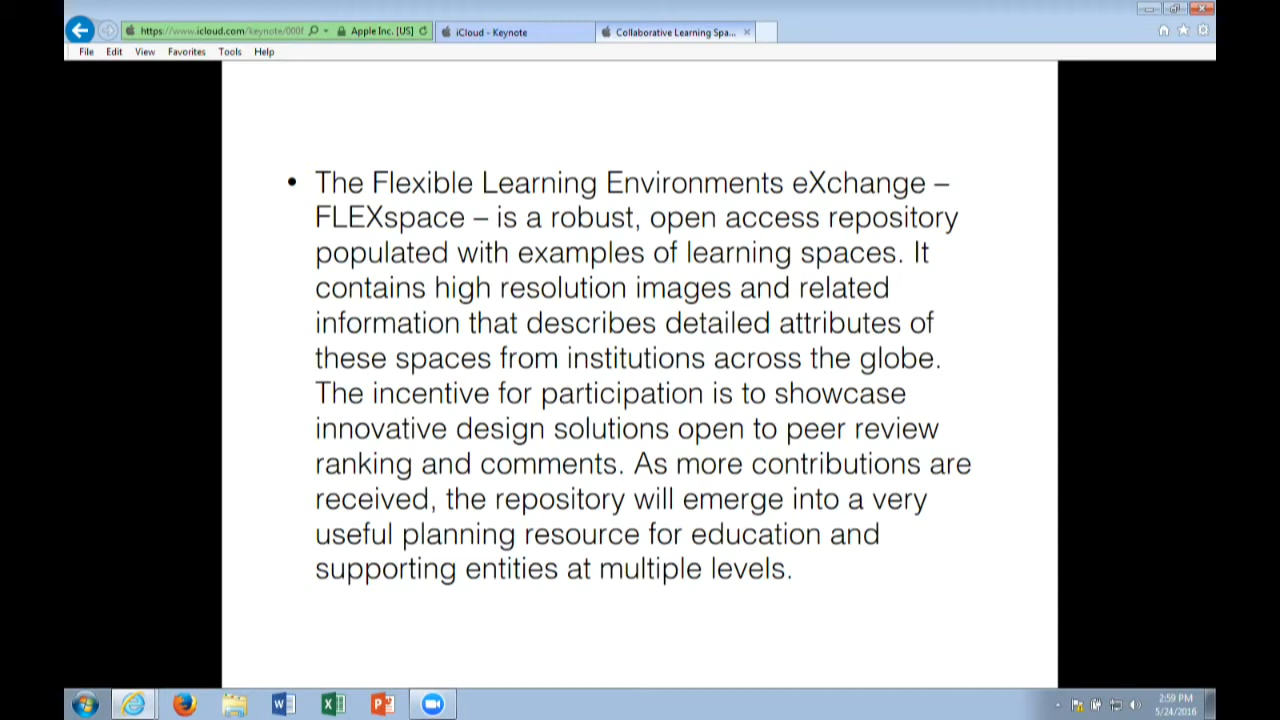 https://www.icloud.com/keynote/000f
Apple Inc. [US]
iCloud - Keynote
Collaborative Learning Spa...
File Edit View Favorites Tools Help
• The Flexible Learning Environments eXchange –
FLEXspace – is a robust, open access repository
populated with examples of learning spaces. It
contains high resolution images and related
information that describes detailed attributes of
these spaces from institutions across the globe.
The incentive for participation is to showcase
innovative design solutions open to peer review
ranking and comments. As more contributions are
received, the repository will emerge into a very
useful planning resource for education and
supporting entities at multiple levels.
2:59 PM
5/24/2016